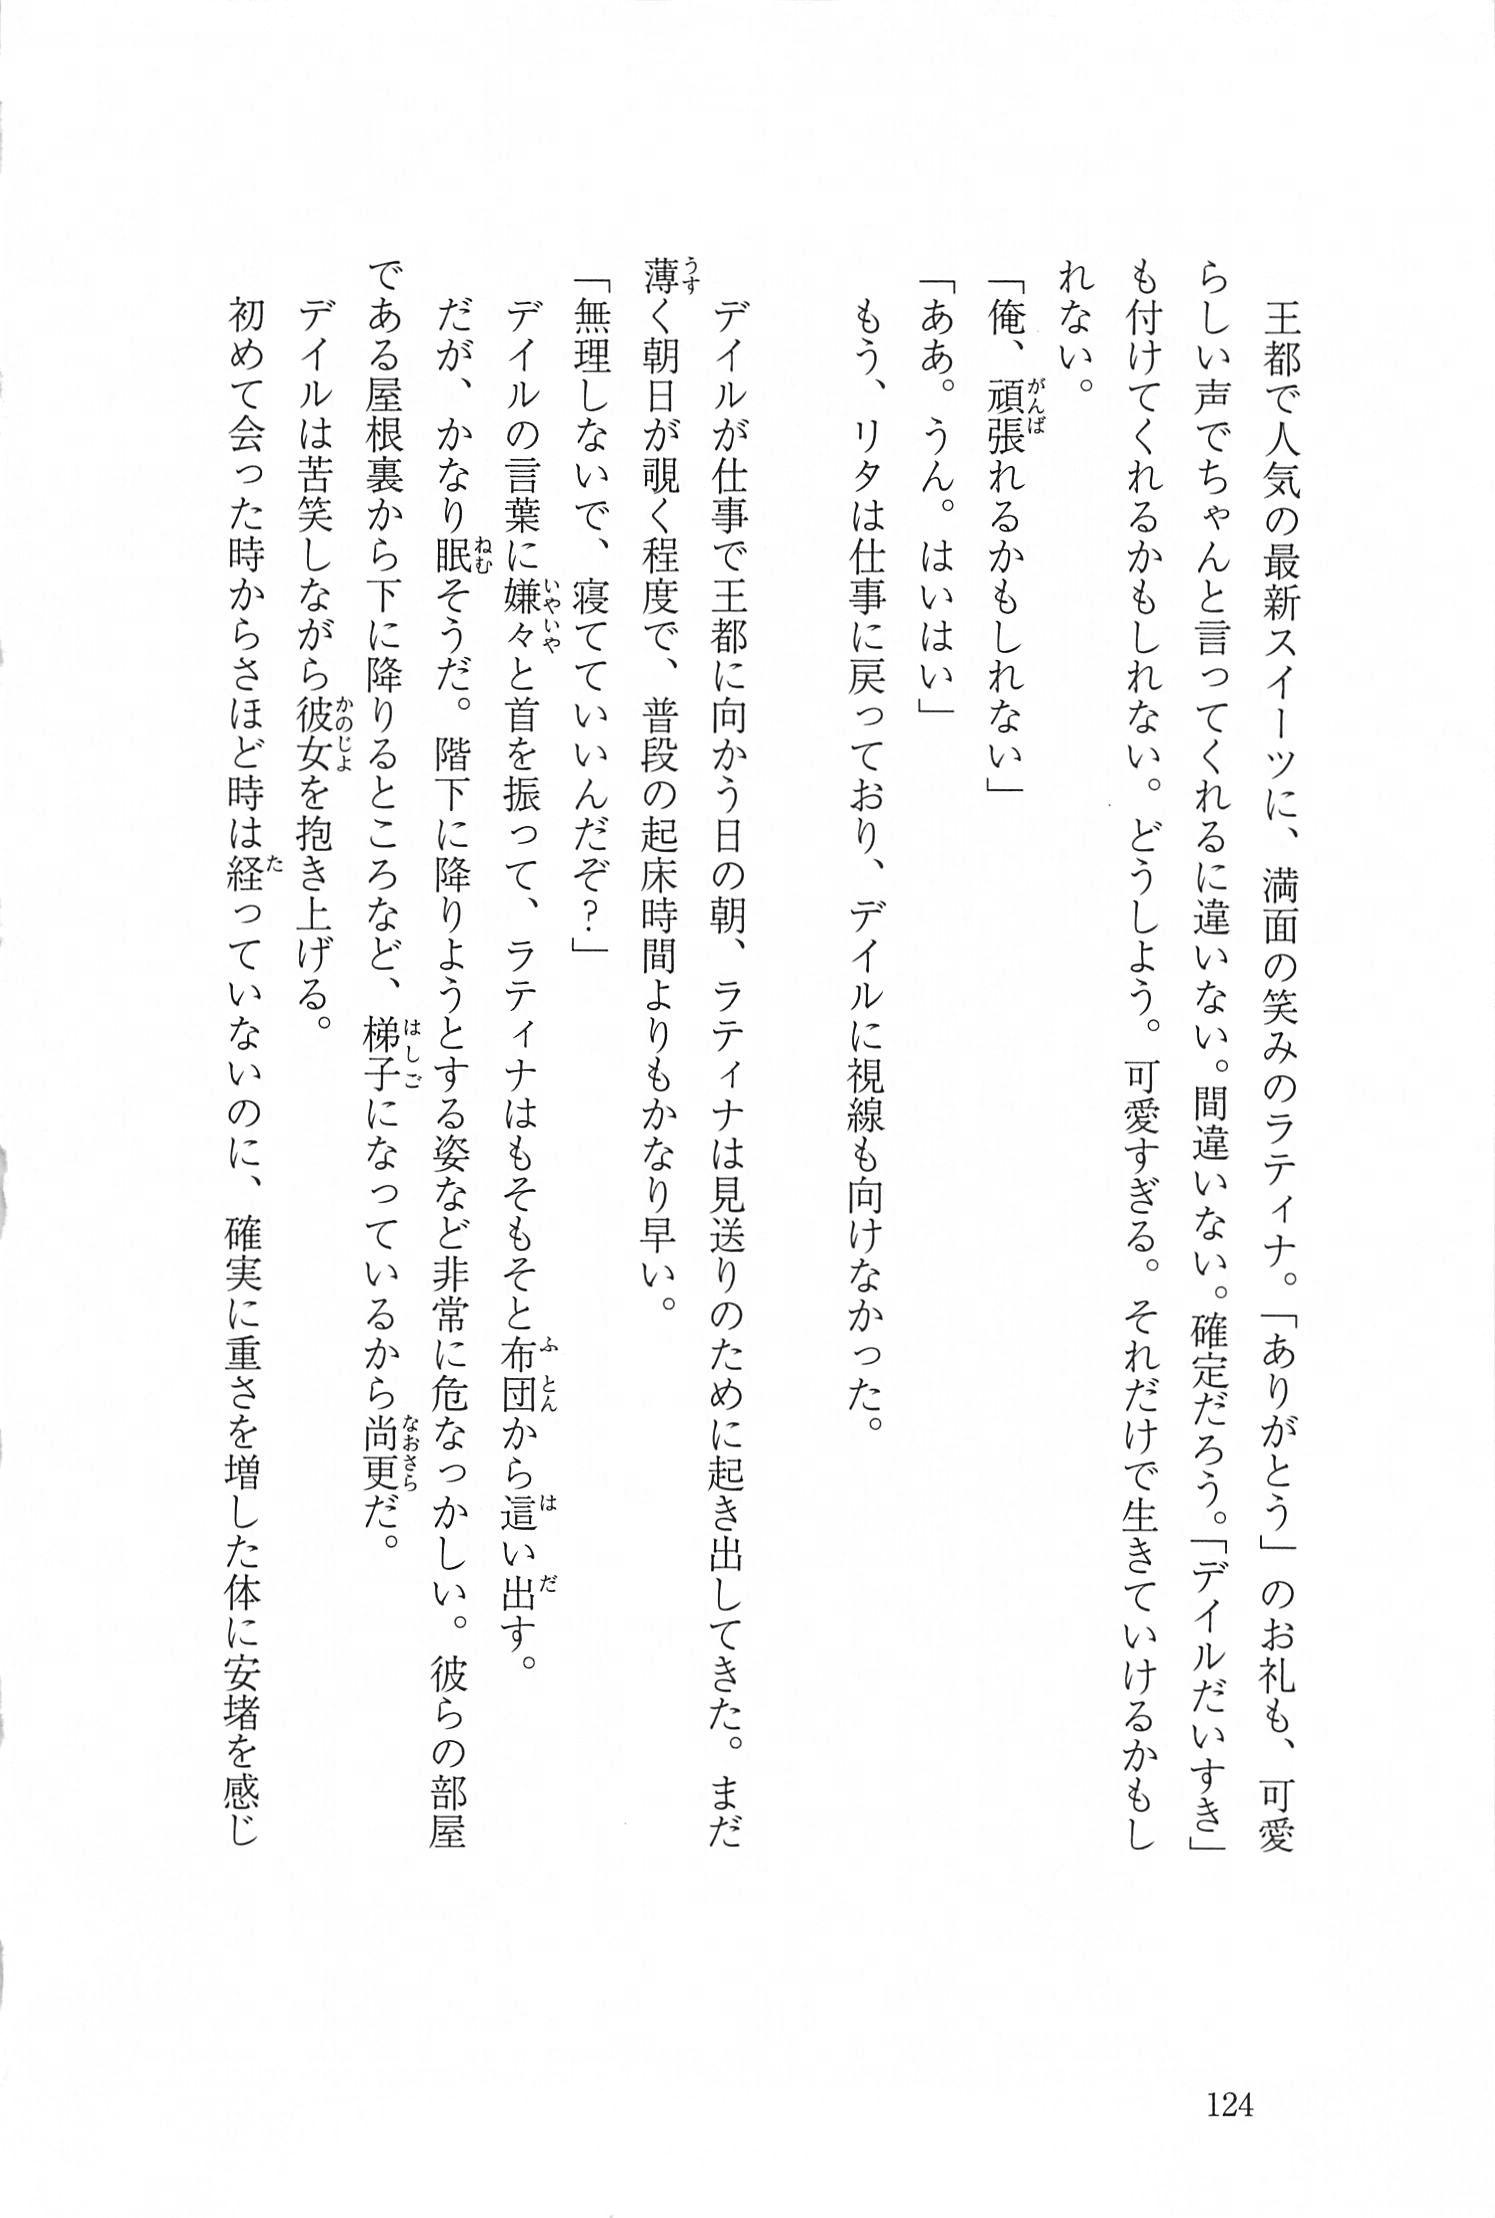 王都で人気の最新スイーツに、満面の笑みのラティナ。「ありがとう」のお礼も、可愛
らしい声でちゃんと言ってくれるに違いない。間違いない。確定だろう。「デイルだいすき」
も付けてくれるかもしれない。どうしよう。可愛すぎる。それだけで生きていけるかもし
れない。
「俺、頑張れるかもしれない」
「ああ。うん。はいはい」
もう、リタは仕事に戻っており、デイルに視線も向けなかった。
デイルが仕事で王都に向かう日の朝、ラティナは見送りのために起き出してきた。まだ
薄く朝日が覗く程度で、普段の起床時間よりもかなり早い。
「無理しないで、寝てていいんだぞ？」
デイルの言葉に嫌々と首を振って、ラティナはもそもそと布団から這い出す。
だが、かなり眠そうだ。階下に降りようとする姿など非常に危なっかしい。彼らの部屋
である屋根裏から下に降りるところなど、梯子になっているから尚更だ。
デイルは苦笑しながら彼女を抱き上げる。
初めて会った時からさほど時は経っていないのに、確実に重さを増した体に安堵を感じ
124